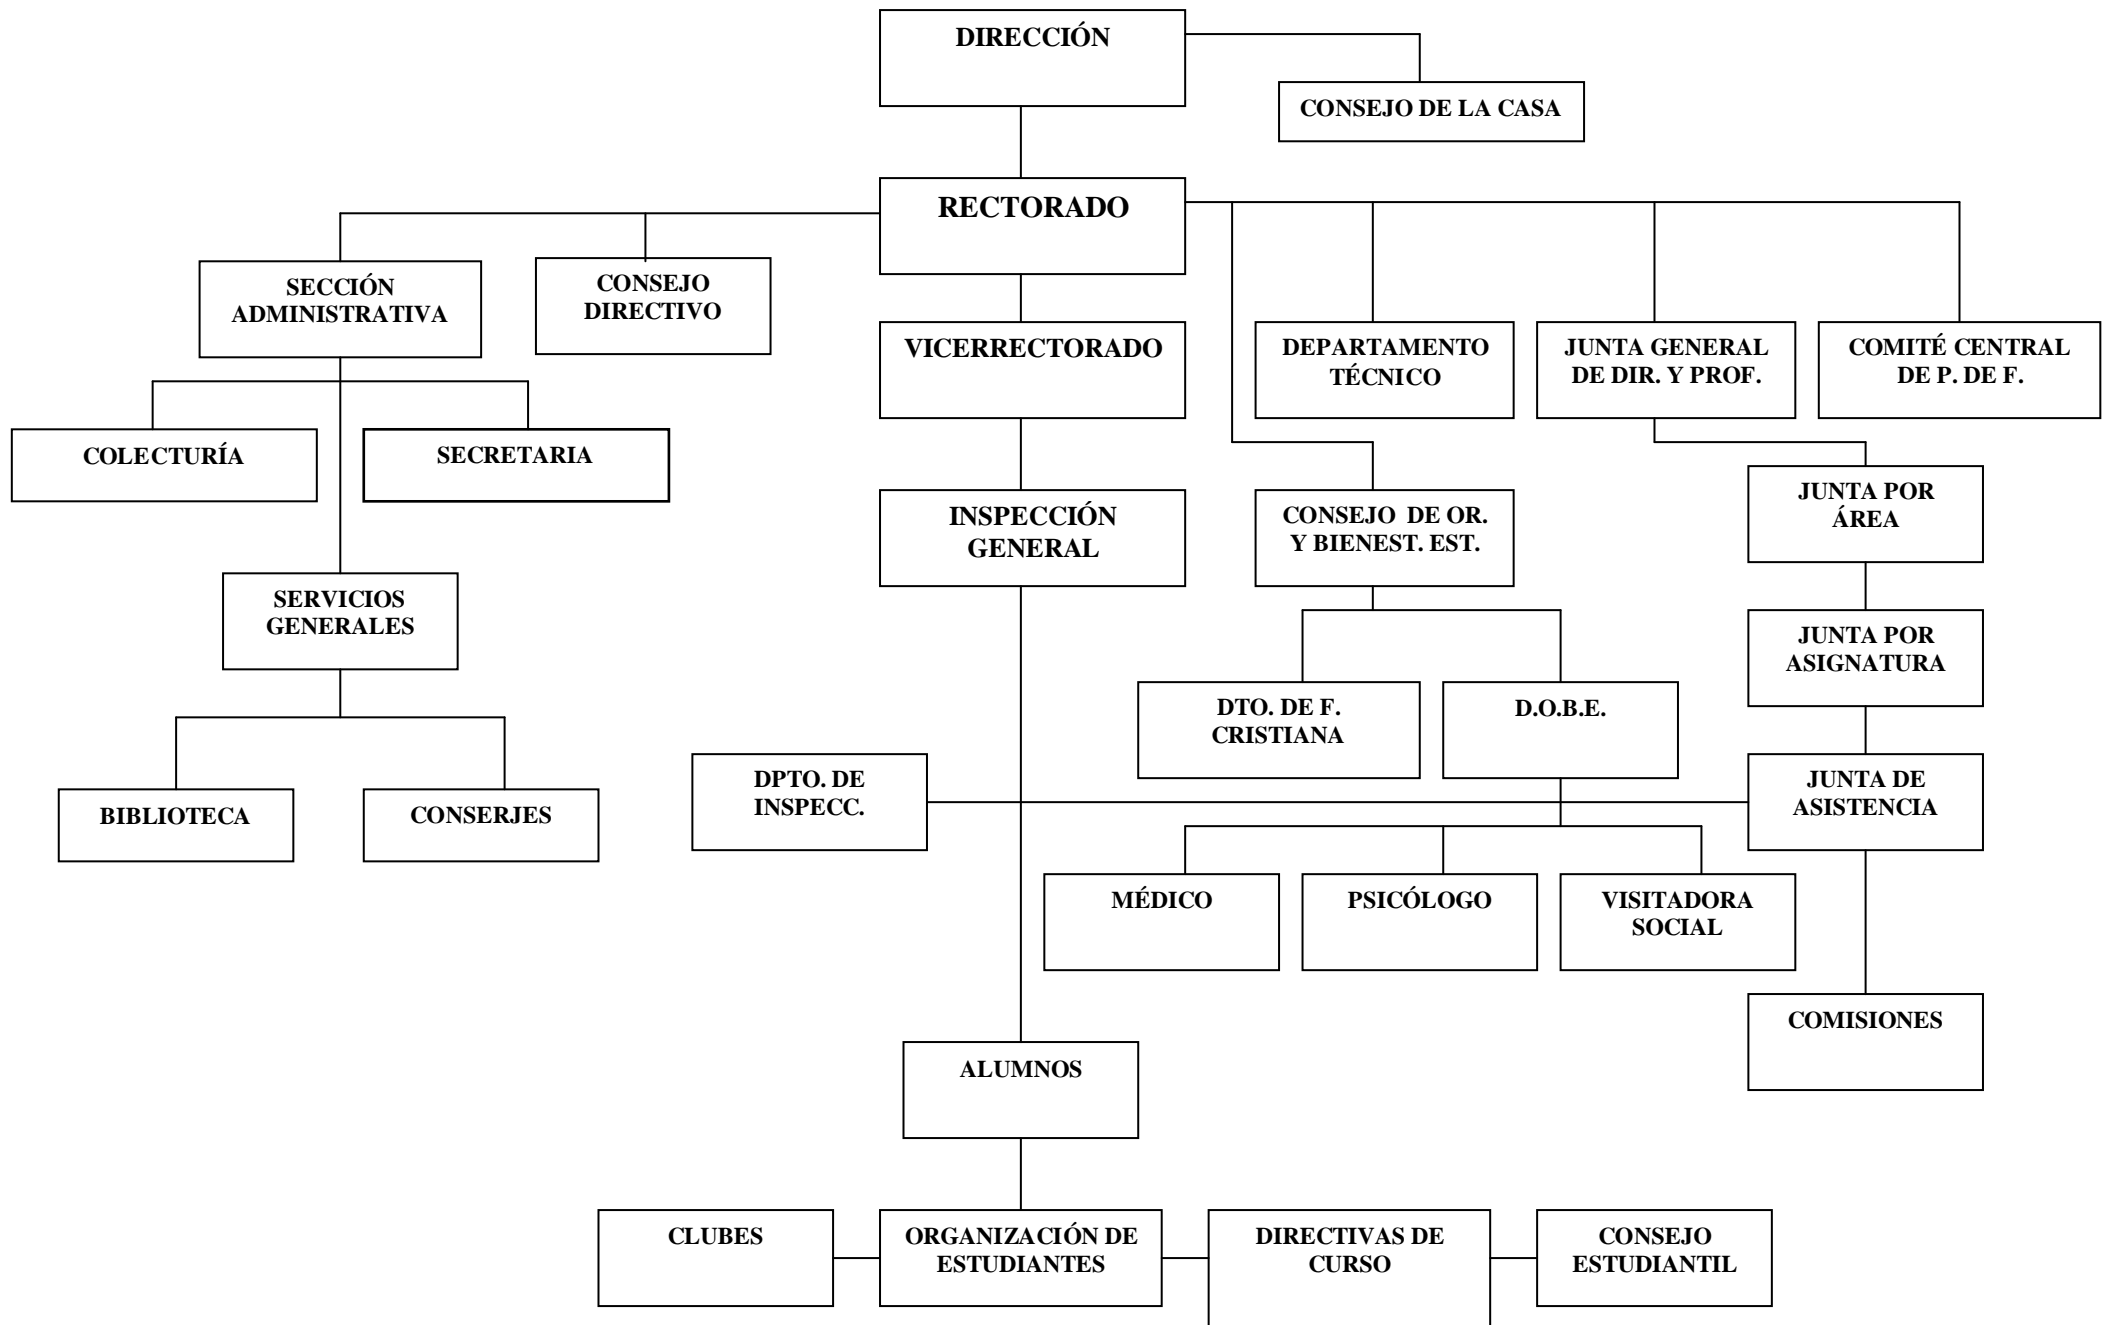 DIRECCIÓN
CONSEJO DE LA CASA
RECTORADO
SECCIÓN
ADMINISTRATIVA
CONSEJO
DIRECTIVO
VICERRECTORADO
DEPARTAMENTO
TÉCNICO
JUNTA GENERAL
DE DIR. Y PROF.
COMITÉ CENTRAL
DE P. DE F.
COLECTURÍA
SECRETARIA
INSPECCIÓN
GENERAL
CONSEJO DE OR.
Y BIENEST. EST.
JUNTA POR
ÁREA
SERVICIOS
GENERALES
JUNTA POR
ASIGNATURA
DTO. DE F.
CRISTIANA
D.O.B.E.
DPTO. DE
INSPECC.
JUNTA DE
ASISTENCIA
BIBLIOTECA
CONSERJES
MÉDICO
PSICÓLOGO
VISITADORA
SOCIAL
COMISIONES
ALUMNOS
CLUBES
ORGANIZACIÓN DE
ESTUDIANTES
DIRECTIVAS DE
CURSO
CONSEJO
ESTUDIANTIL